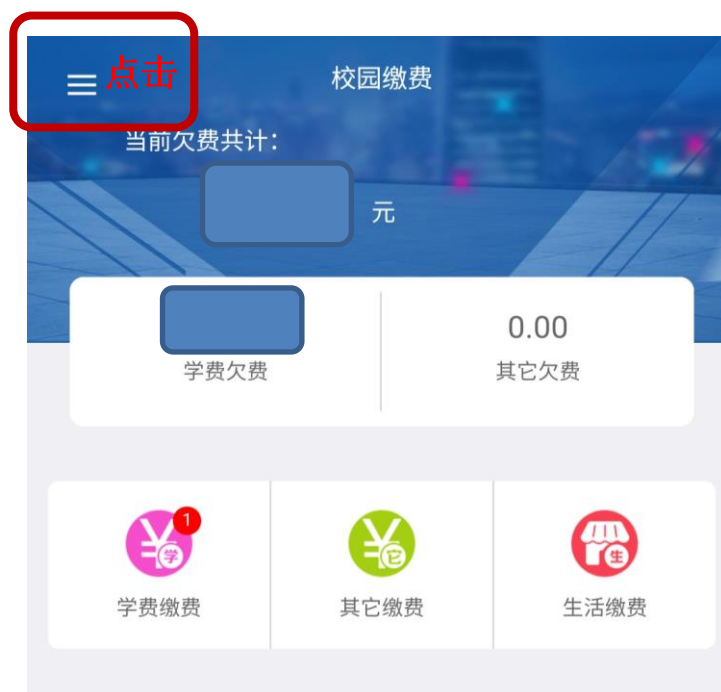 点击
校园缴费
当前欠费共计：
元
0.00
学费欠费
其它欠费
1
学
它
生
学费缴费
其它缴费
生活缴费